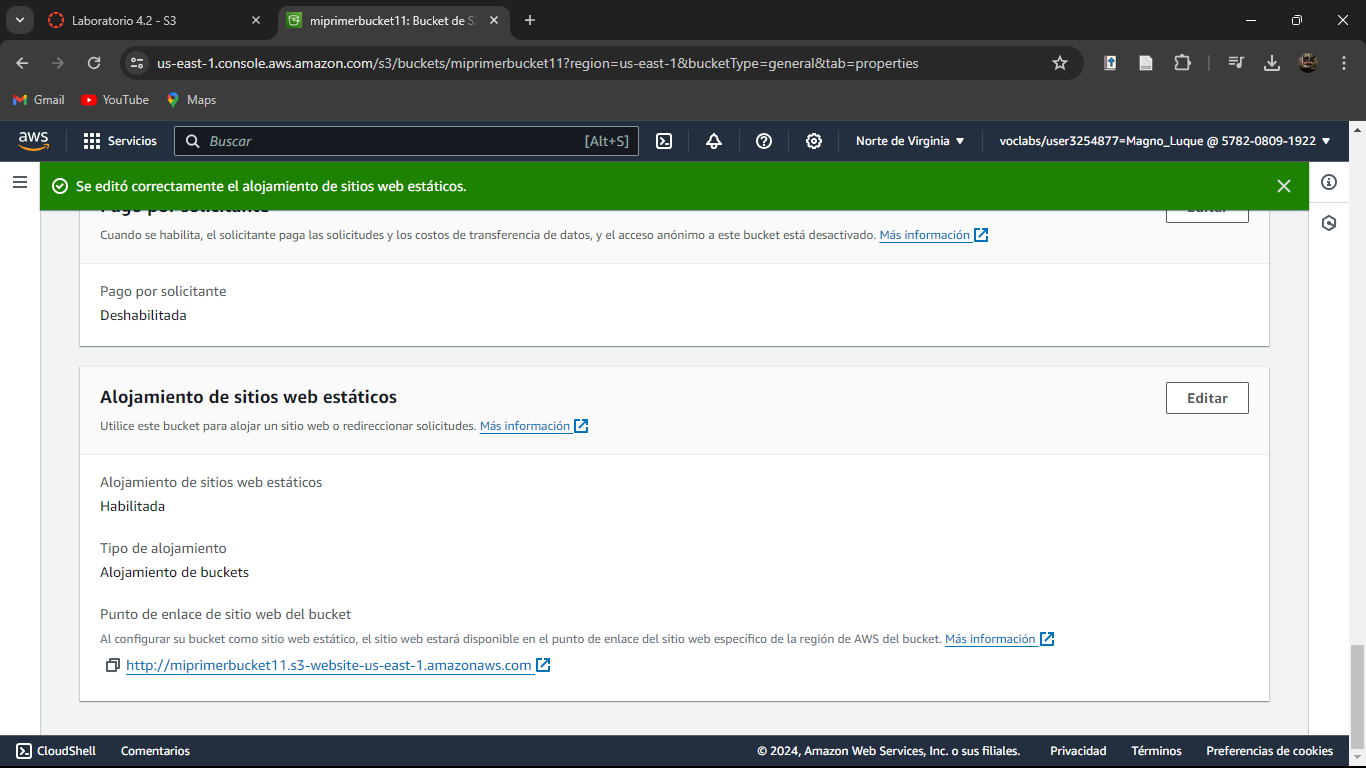 Laboratorio 4.2 - S3
miprimerbucket11: Bucket de S
us-east-1.console.aws.amazon.com/s3/buckets/miprimerbucket11?region=us-east-1&bucketType=general&tab=properties
Gmail
YouTube
Maps
aws
Servicios
Buscar
[Alt+S]
Norte de Virginia
voclabs/user3254877=Magno_Luque @ 5782-0809-1922
Se editó correctamente el alojamiento de sitios web estáticos.
Pago por solicitante
Editar
Cuando se habilita, el solicitante paga las solicitudes y los costos de transferencia de datos, y el acceso anónimo a este bucket está desactivado. Más información
Pago por solicitante
Deshabilitada
Alojamiento de sitios web estáticos
Editar
Utilice este bucket para alojar un sitio web o redireccionar solicitudes. Más información
Alojamiento de sitios web estáticos
Habilitada
Tipo de alojamiento
Alojamiento de buckets
Punto de enlace de sitio web del bucket
Al configurar su bucket como sitio web estático, el sitio web estará disponible en el punto de enlace del sitio web específico de la región de AWS del bucket. Más información
http://miprimerbucket11.s3-website-us-east-1.amazonaws.com
CloudShell
Comentarios
© 2024, Amazon Web Services, Inc. o sus filiales.
Privacidad
Términos
Preferencias de cookies